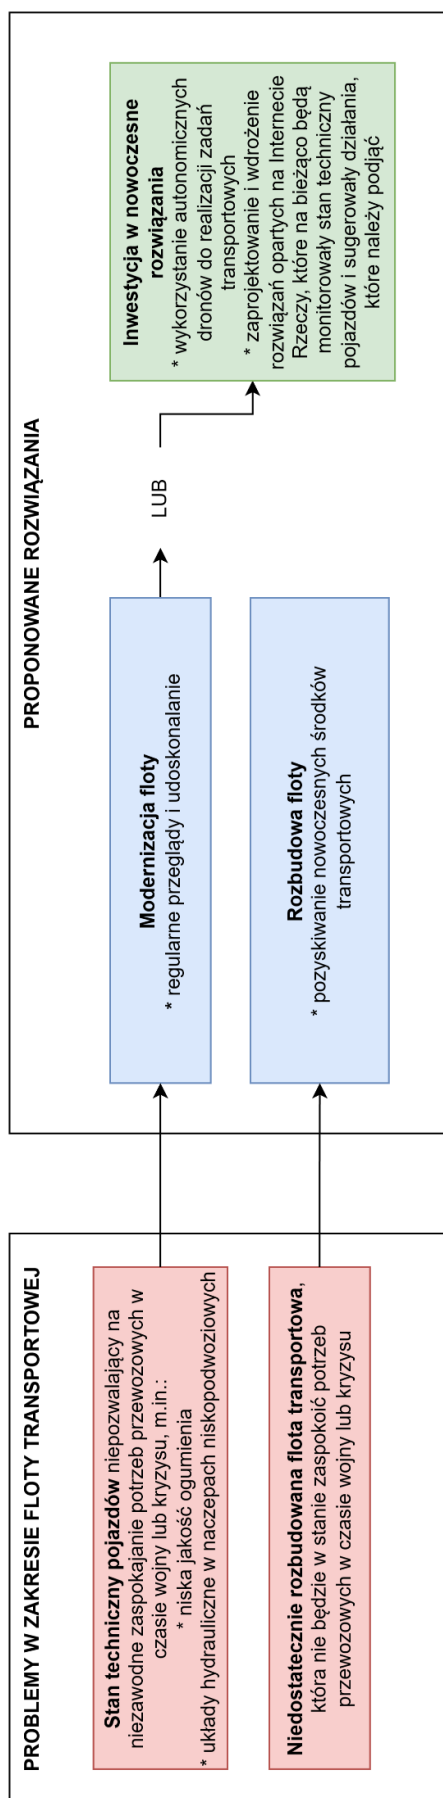 PROBLEMY W ZAKRESIE FLOTY TRANSPORTOWEJ
Stan techniczny pojazdów niepozwalający na
niezawodne zaspokajanie potrzeb przewozowych w
czasie wojny lub kryzysu, m.in.:
* niska jakość ogumienia
* układy hydrauliczne w naczepach niskopodwoziowych
Niedostatecznie rozbudowana flota transportowa,
która nie będzie w stanie zaspokoić potrzeb
przewozowych w czasie wojny lub kryzysu
PROPONOWANE ROZWIĄZANIA
Modernizacja floty
* regularne przeglądy i udoskonalanie
Rozbudowa floty
* pozyskiwanie nowoczesnych środków
transportowych
LUB
Inwestycja w nowoczesne
rozwiązania
* wykorzystanie autonomicznych
dronów do realizacji zadań
transportowych
* zaprojektowanie i wdrożenie
rozwiązań opartych na Internecie
Rzeczy, które na bieżąco będą
monitorowały stan techniczny
pojazdów i sugerowały działania,
które należy podjąć